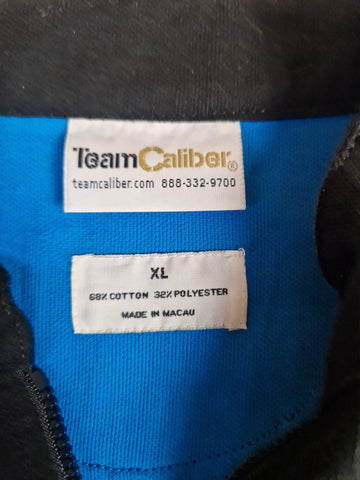 TeamCaliber®
teamcaliber.com 888-332-9700
XL
68% COTTON 32% POLYESTER
MADE IN MACAU